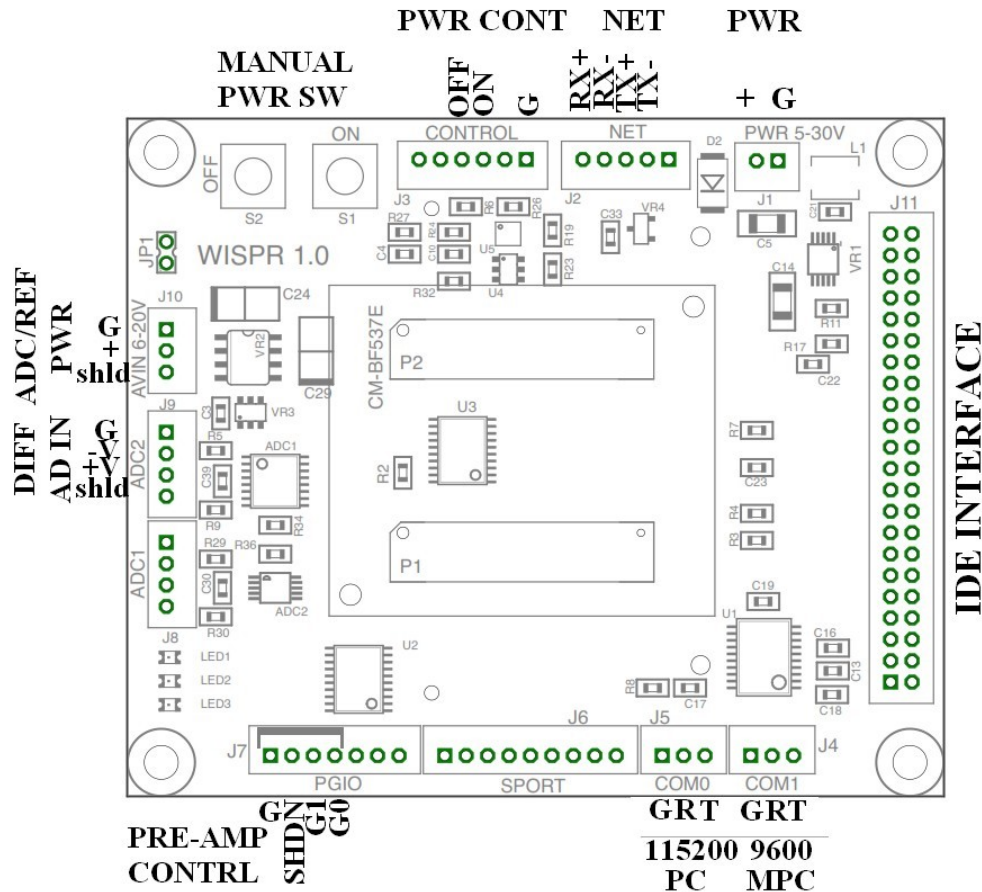 PWR CONT NET PWR
MANUAL
PWR SW
OFF
ON
G
RX+
RX-
TX+
TX-
+ G
ON
OFF
S2
S1
CONTROL
J3
NET
J2
D2
PWR 5-30V
J1
L1
J11
R27
C4
R6
R26
R24
C10
U5
R19
R23
R32
U4
C33
VR4
C5
C21
VR1
C14
R11
R17
C22
JP1
WISPR 1.0
J10
C24
VR2
C29
AVIN 6-20V
ADC/REF
PWR
G
+
shld
J9
C3
VR3
DIFF
AD IN
G
-V
+V
shld
ADC2
R5
ADC1
C39
R9
R34
R36
ADC1
R29
C30
ADC2
R30
J8
LED1
LED2
LED3
CM-BF537E
P2
U3
R2
P1
R7
C23
R4
R3
C19
U1
C16
C13
C18
IDE INTERFACE
U2
R8
C17
J7
PGIO
J6
SPORT
J5
COM0
J4
COM1
G
SHDN
G1
G0
PRE-AMP
CONTRL
GRT GRT
115200 9600
PC MPC